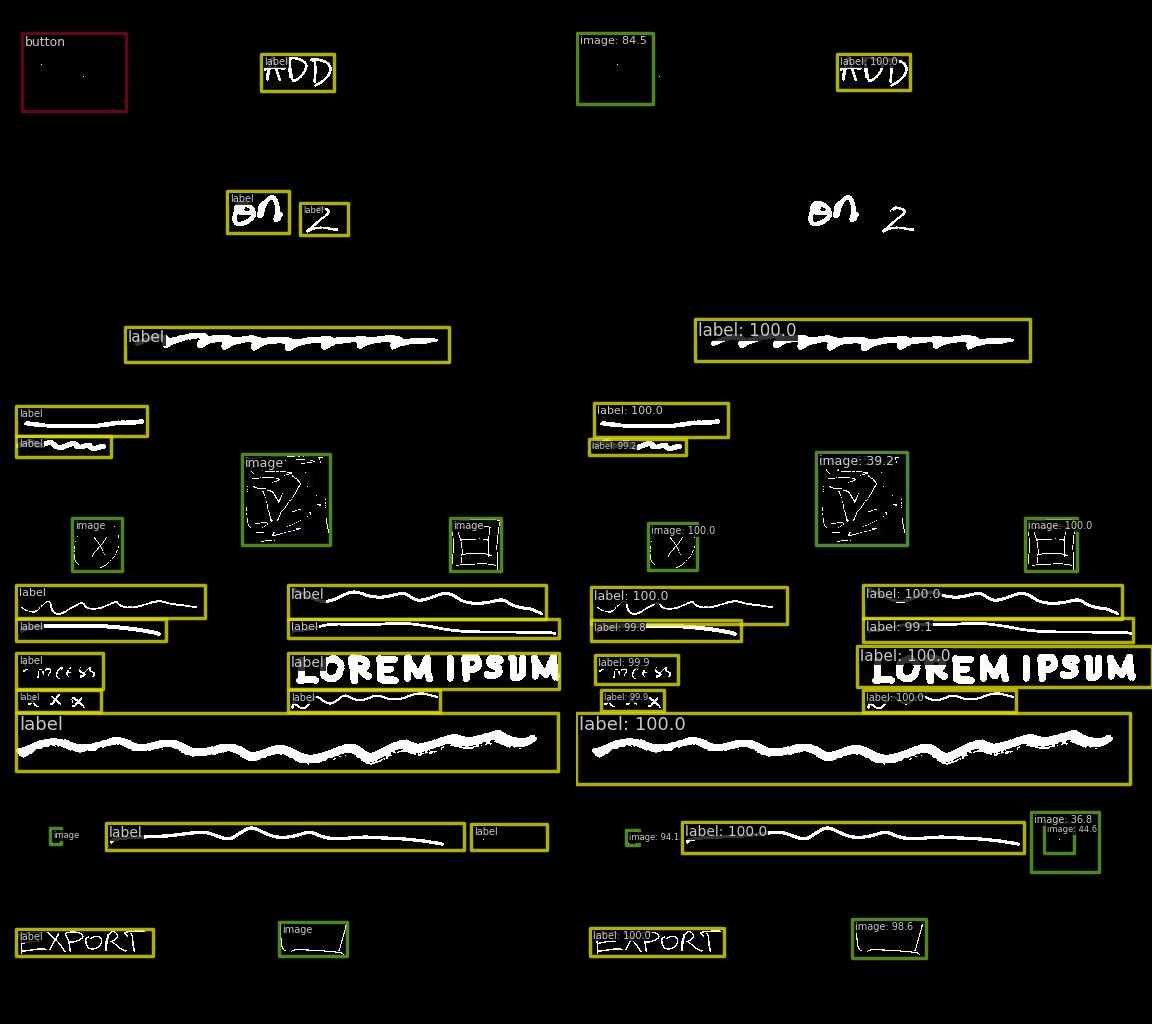 button label image: 84.5 label: 100.0
ADD ADD
label label
on 2 on 2
label label: 100.0
label label: 100.0
label label: 99.2
image image: 39.2
image image image: 100.0 image: 100.0
X X
label label label: 100.0 label: 100.0
label label label: 99.8 label: 99.1
label label label: 99.9 label: 100.0
LOREM IPSUM LOREM IPSUM
label label label: 99.9 label: 100.0
x x x x
label label: 100.0
image label label image: 94.1 label: 100.0 image: 36.8 image: 44.6
label image label: 100.0 image: 98.6
EXPORT EXPORT